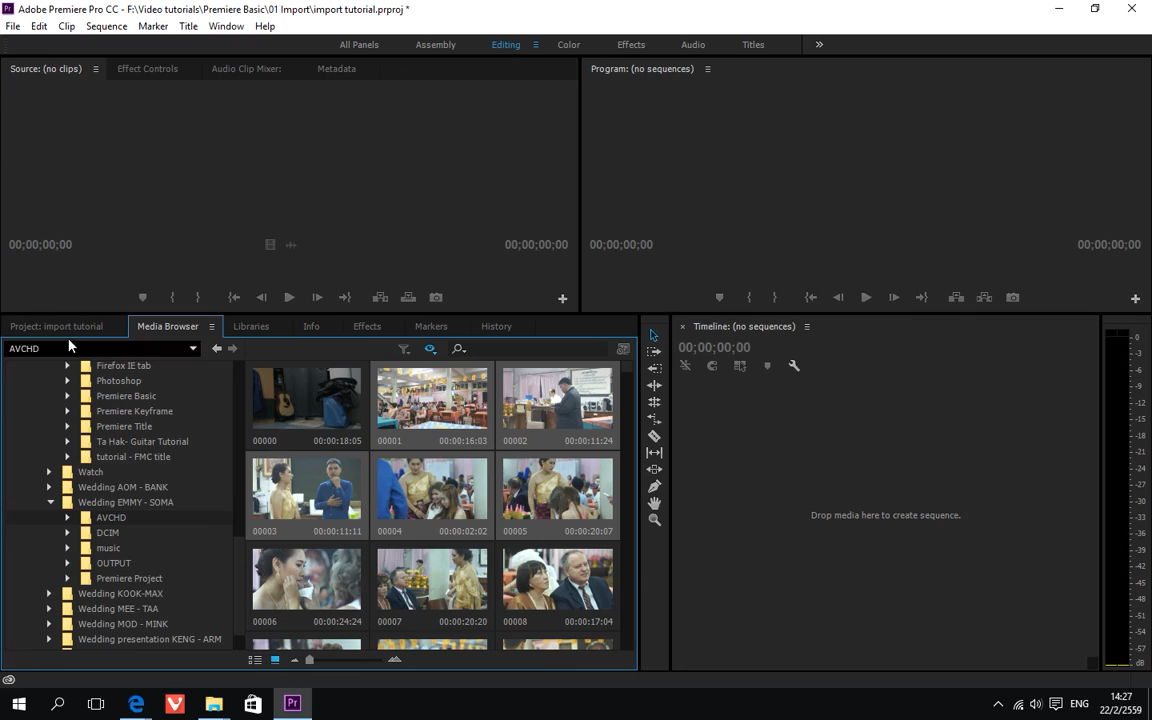 Adobe Premiere Pro CC - F:\Video tutorials\Premiere Basic\01 Import\import tutorial.prproj *
File Edit Clip Sequence Marker Title Window Help
All Panels Assembly Editing Color Effects Audio Titles
Source: (no clips) Effect Controls Audio Clip Mixer: Metadata
Program: (no sequences)
00;00;00;00 00;00;00;00
00;00;00;00 00;00;00;00
Project: import tutorial Media Browser Libraries Info Effects Markers History
AVCHD
Firefox IE tab
Photoshop
Premiere Basic
Premiere Keyframe
Premiere Title
Ta Hak- Guitar Tutorial
tutorial - FMC title
Watch
Wedding AOM - BANK
Wedding EMMY - SOMA
AVCHD
DCIM
music
OUTPUT
Premiere Project
Wedding KOOK-MAX
Wedding MEE - TAA
Wedding MOD - MINK
Wedding presentation KENG - ARM
00000 00:00:18:05
00001 00:00:16:03
00002 00:00:11:24
00003 00:00:11:11
00004 00:00:02:02
00005 00:00:20:07
00006 00:00:24:24
00007 00:00:20:20
00008 00:00:17:04
× Timeline: (no sequences)
00;00;00;00
Drop media here to create sequence.
0
-3
-6
-9
-12
-15
-18
-21
-24
-27
-30
-33
-36
-39
-42
-45
-48
-51
-54
-57
dB
Pr
ENG
14:27
22/2/2559